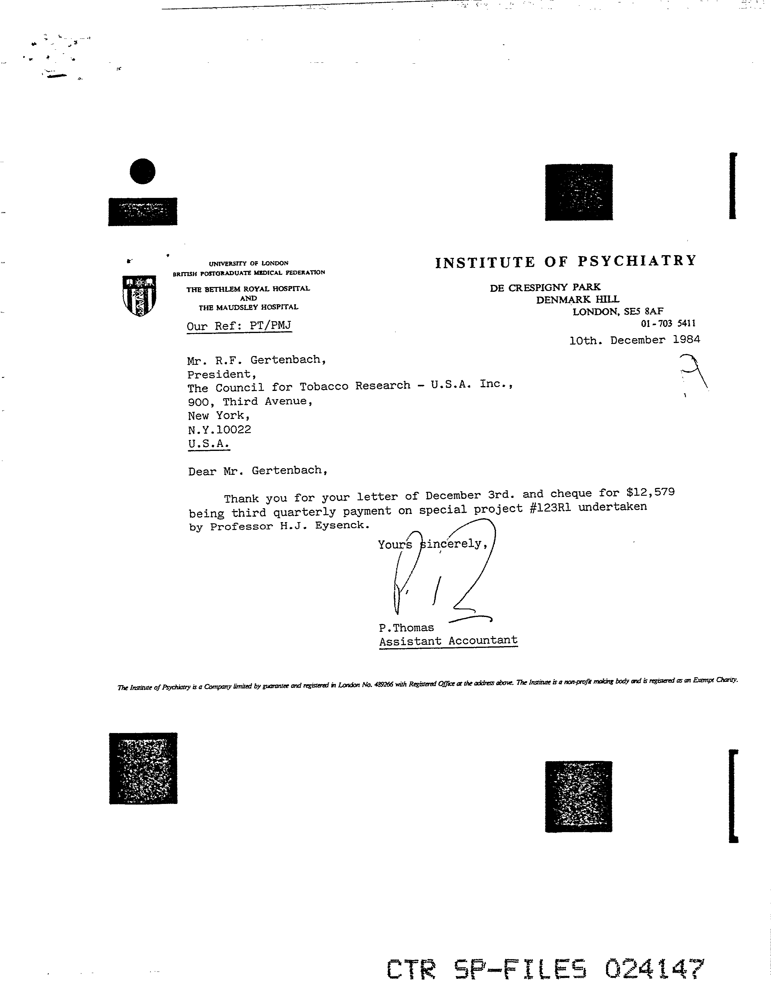 UNIVERSITY OF LONDON
BRITISH POSTGRADUATE MEDICAL FEDERATION
THE BETHLEM ROYAL HOSPITAL
AND
THE MAUDSLEY HOSPITAL
Our Ref: PT/PMJ
INSTITUTE OF PSYCHIATRY
DE CRESPIGNY PARK
DENMARK HILL
LONDON, SE5 8AF
01-703 5411
10th. December 1984
Mr. R.F. Gertenbach,
President,
The Council for Tobacco Research - U.S.A. Inc.,
900, Third Avenue,
New York,
N.Y.10022
U.S.A.
Dear Mr. Gertenbach,
Thank you for your letter of December 3rd. and cheque for $12,579
being third quarterly payment on special project #123R1 undertaken
by Professor H.J. Eysenck.
Yours sincerely,
P.Thomas
Assistant Accountant
The Institute of Psychiatry is a Company limited by guarantee and registered in London No. 489266 with Registered Office at the address above. The Institute is a non-profit making body and is registered as an Exempt Charity.
CTR SP-FILES 024147